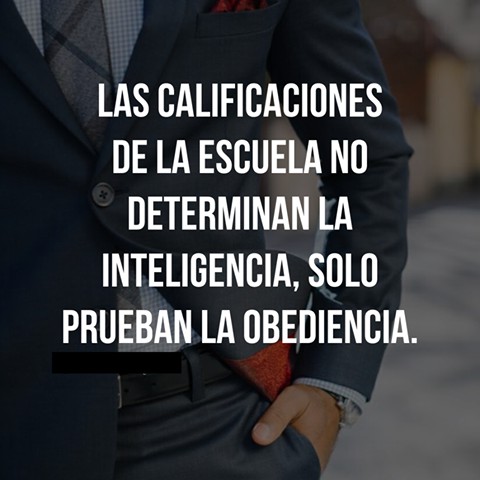 LAS CALIFICACIONES
DE LA ESCUELA NO
DETERMINAN LA
INTELIGENCIA, SOLO
PRUEBAN LA OBEDIENCIA.